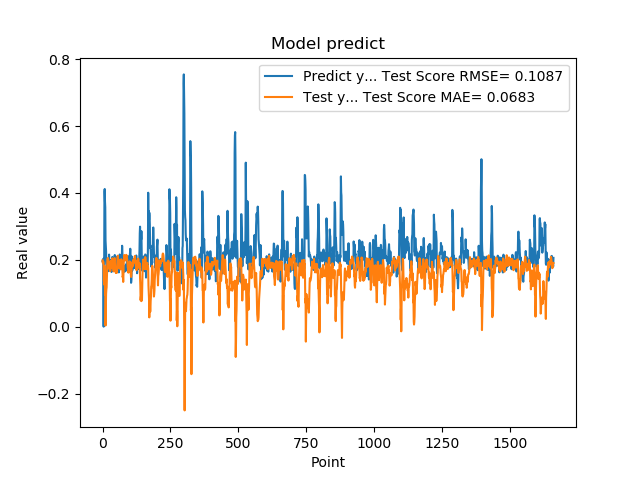 Model predict
Predict y... Test Score RMSE= 0.1087
Test y... Test Score MAE= 0.0683
Real value
0.8
0.6
0.4
0.2
0.0
−0.2
0 250 500 750 1000 1250 1500
Point